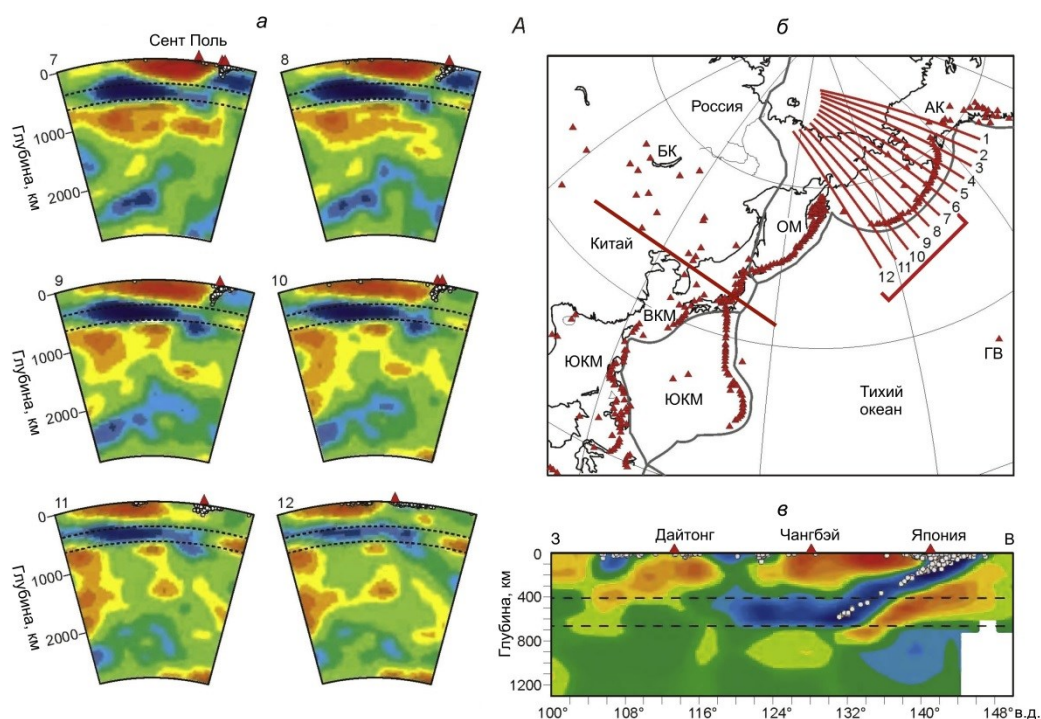 а
Сент Поль
7
8
0
1000
2000
Глубина, км
9
10
0
1000
2000
Глубина, км
11
12
0
1000
2000
Глубина, км
А
б
Россия
АК
БК
ОМ
Китай
ВКМ
ЮКМ
ЮКМ
ГВ
Тихий
океан
1
2
3
4
5
6
7
8
9
10
11
12
124°
140°
в
З
Дайтонг
Чангбэй
Япония
В
0
400
800
1200
Глубина, км
100°
108°
116°
124°
132°
140°
148° в.д.